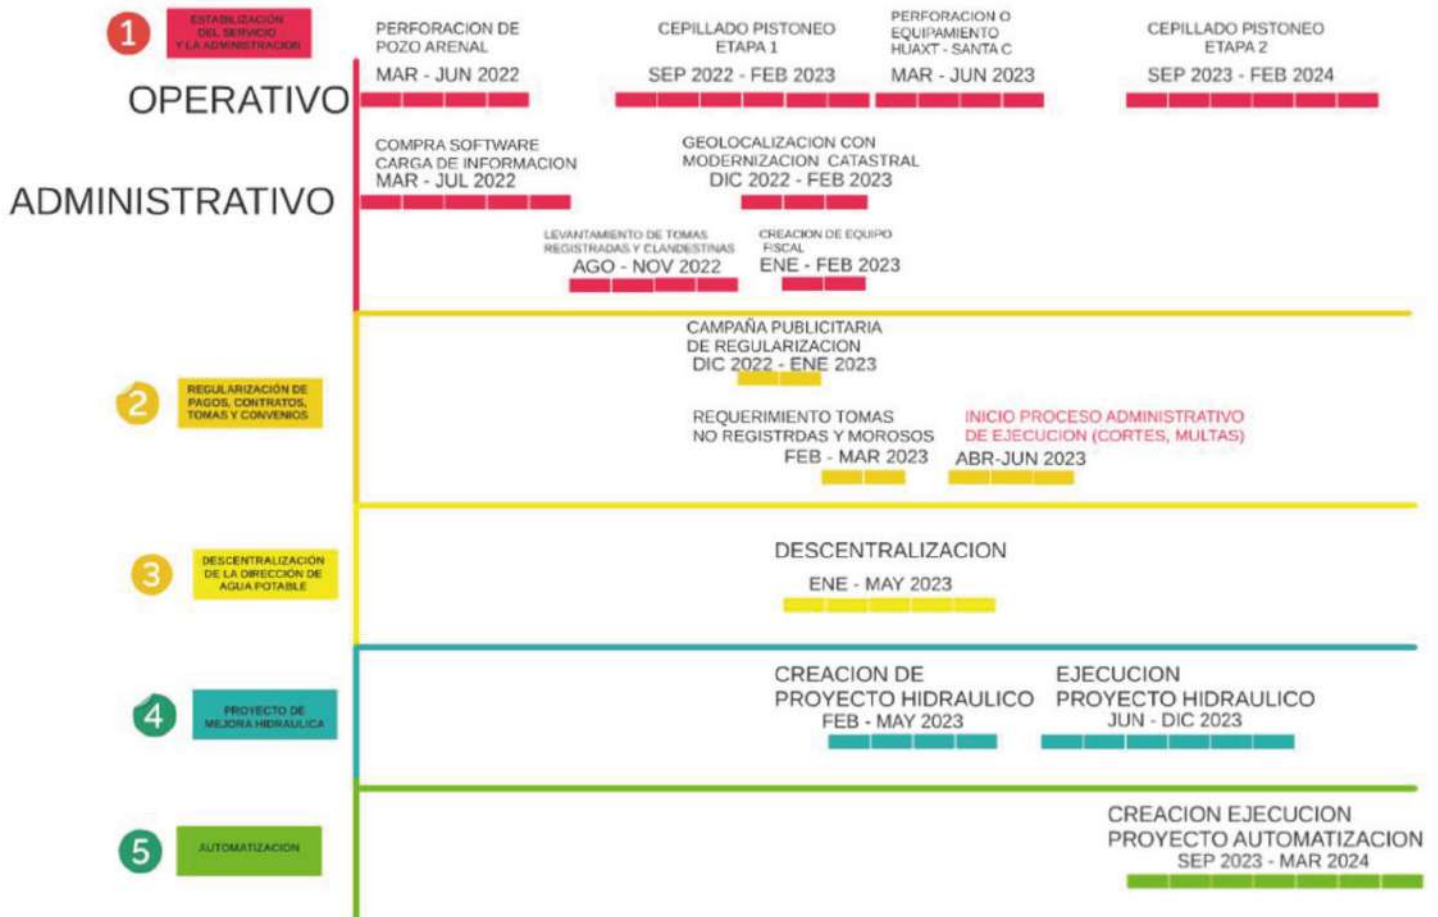 1
ESTABILIZACIÓN
DEL SERVICIO
Y LA ADMINISTRACION
OPERATIVO
PERFORACION DE
POZO ARENAL
MAR - JUN 2022
CEPILLADO PISTONEO
ETAPA 1
SEP 2022 - FEB 2023
PERFORACION O
EQUIPAMIENTO
HUAXT - SANTA C
MAR - JUN 2023
CEPILLADO PISTONEO
ETAPA 2
SEP 2023 - FEB 2024
ADMINISTRATIVO
COMPRA SOFTWARE
CARGA DE INFORMACION
MAR - JUL 2022
GEOLOCALIZACION CON
MODERNIZACION CATASTRAL
DIC 2022 - FEB 2023
LEVANTAMIENTO DE TOMAS
REGISTRADAS Y CLANDESTINAS
AGO - NOV 2022
CREACION DE EQUIPO
FISCAL
ENE - FEB 2023
2
REGULARIZACIÓN DE
PAGOS, CONTRATOS,
TOMAS Y CONVENIOS
CAMPAÑA PUBLICITARIA
DE REGULARIZACION
DIC 2022 - ENE 2023
REQUERIMIENTO TOMAS
NO REGISTRDAS Y MOROSOS
FEB - MAR 2023
INICIO PROCESO ADMINISTRATIVO
DE EJECUCION (CORTES, MULTAS)
ABR-JUN 2023
3
DESCENTRALIZACIÓN
DE LA DIRECCIÓN DE
AGUA POTABLE
DESCENTRALIZACION
ENE - MAY 2023
4
PROYECTO DE
MEJORA HIDRAULICA
CREACION DE
PROYECTO HIDRAULICO
FEB - MAY 2023
EJECUCION
PROYECTO HIDRAULICO
JUN - DIC 2023
5
AUTOMATIZACION
CREACION EJECUCION
PROYECTO AUTOMATIZACION
SEP 2023 - MAR 2024